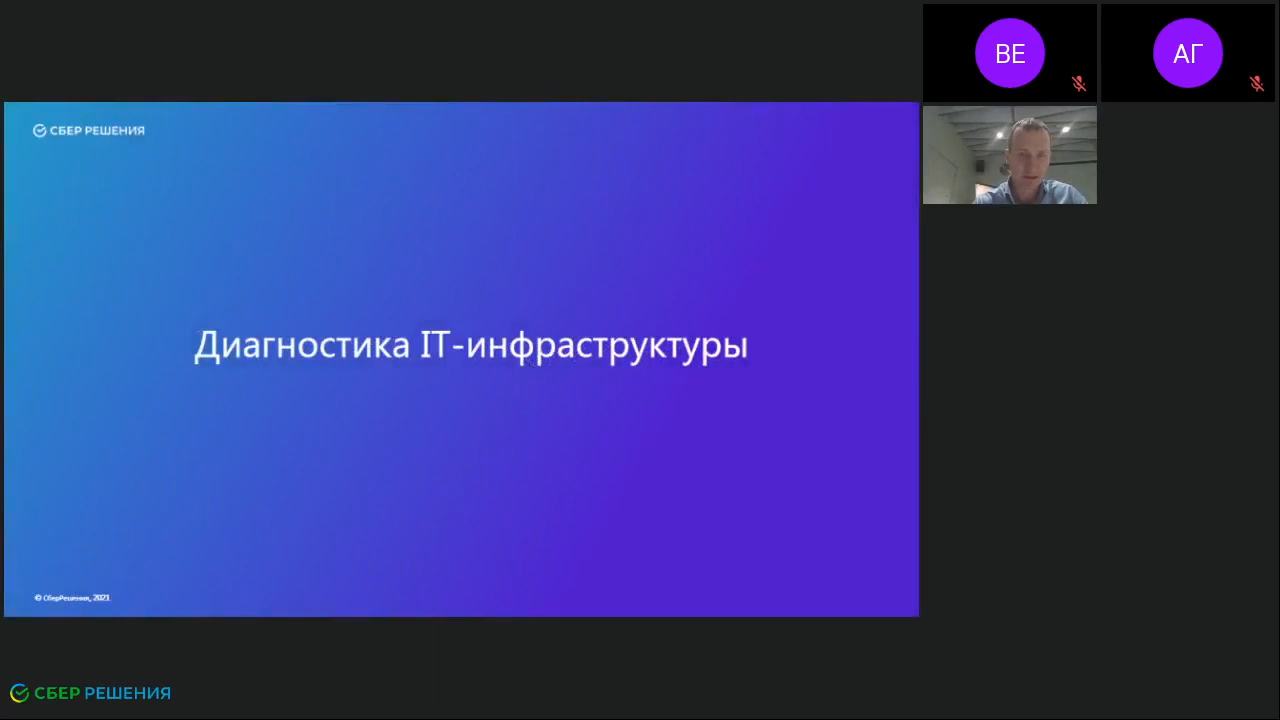 ВЕ
АГ
СБЕР РЕШЕНИЯ
Диагностика IT-инфраструктуры
© СберРешения, 2021
СБЕР РЕШЕНИЯ